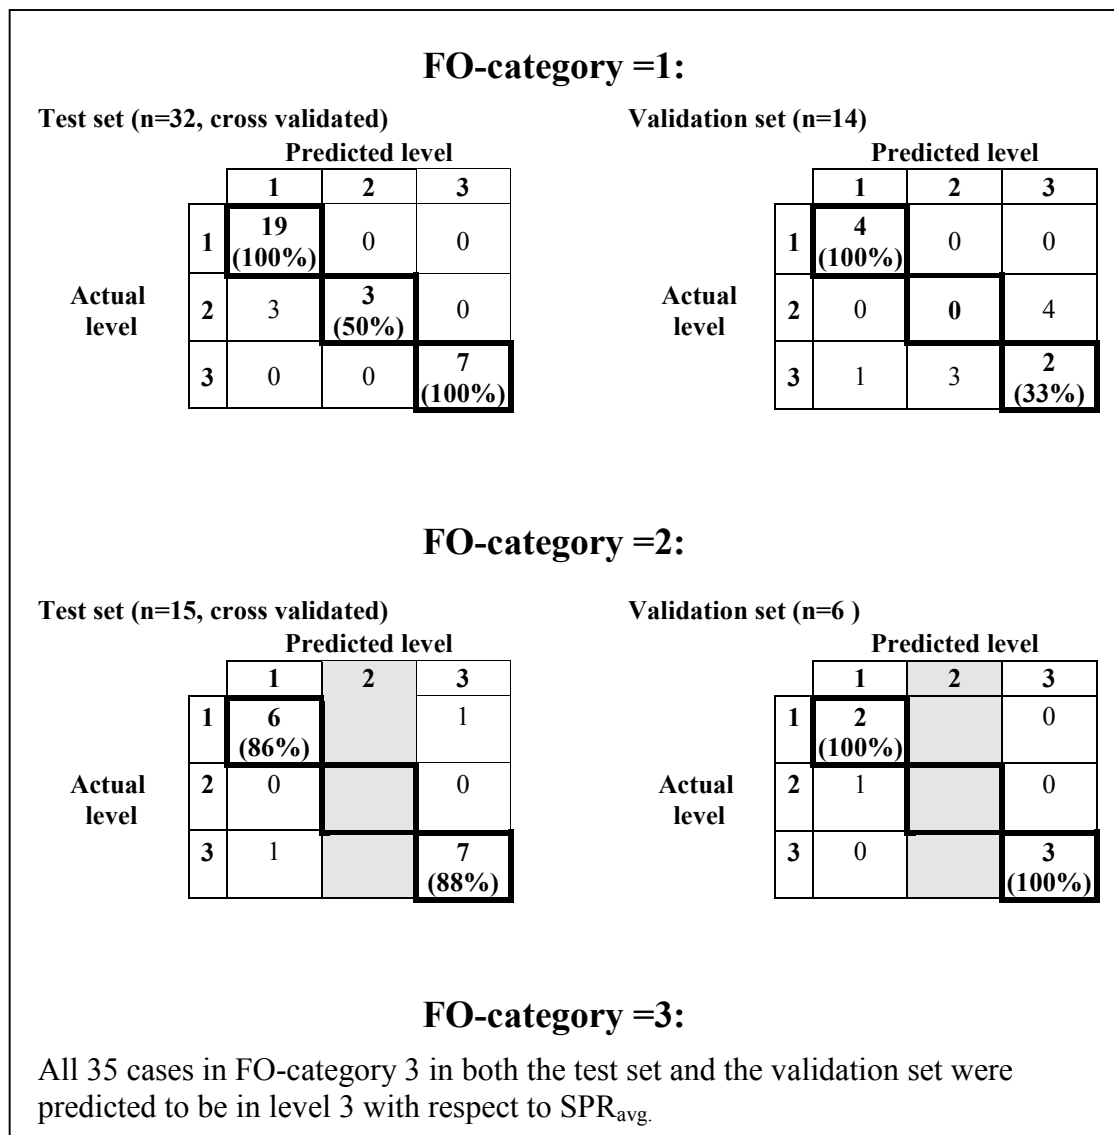 FO-category =1:
Test set (n=32, cross validated)
Predicted level
1 2 3
1 19 (100%) 0 0
Actual level
2 3 3 (50%) 0
3 0 0 7 (100%)
Validation set (n=14)
Predicted level
1 2 3
1 4 (100%) 0 0
Actual level
2 0 0 4
3 1 3 2 (33%)
FO-category =2:
Test set (n=15, cross validated)
Predicted level
1 2 3
1 6 (86%) 1
Actual level
2 0 0
3 1 7 (88%)
Validation set (n=6 )
Predicted level
1 2 3
1 2 (100%) 0
Actual level
2 1 0
3 0 3 (100%)
FO-category =3:
All 35 cases in FO-category 3 in both the test set and the validation set were
predicted to be in level 3 with respect to SPRavg.